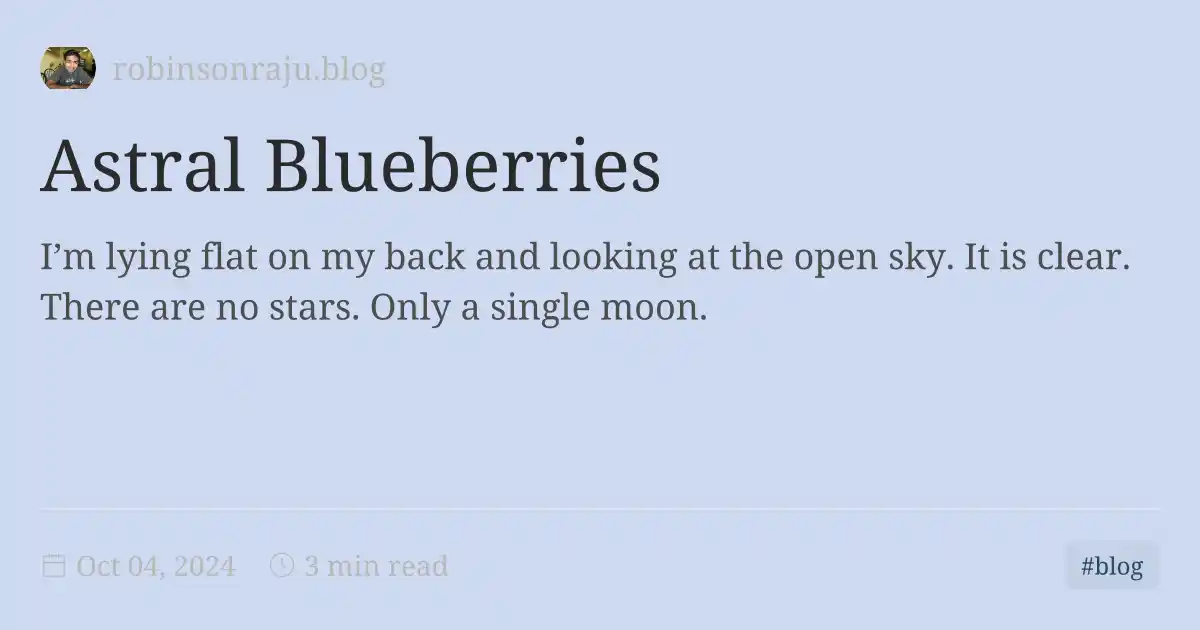 robinsonraju.blog
Astral Blueberries
I’m lying flat on my back and looking at the open sky. It is clear.
There are no stars. Only a single moon.
Oct 04, 2024 3 min read #blog